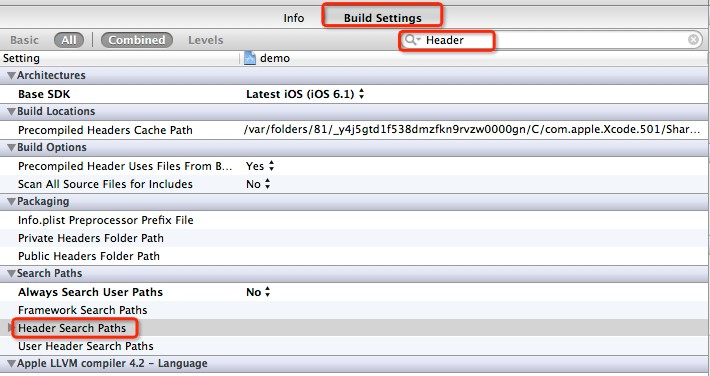 Info Build Settings
Basic All Combined Levels Header
Setting demo
Architectures
Base SDK Latest iOS (iOS 6.1)
Build Locations
Precompiled Headers Cache Path /var/folders/81/_y4j5gtd1f538dmzfkn9rvzw0000gn/C/com.apple.Xcode.501/Shar...
Build Options
Precompiled Header Uses Files From B... Yes
Scan All Source Files for Includes No
Packaging
Info.plist Preprocessor Prefix File
Private Headers Folder Path
Public Headers Folder Path
Search Paths
Always Search User Paths No
Framework Search Paths
Header Search Paths
User Header Search Paths
Apple LLVM compiler 4.2 - Language